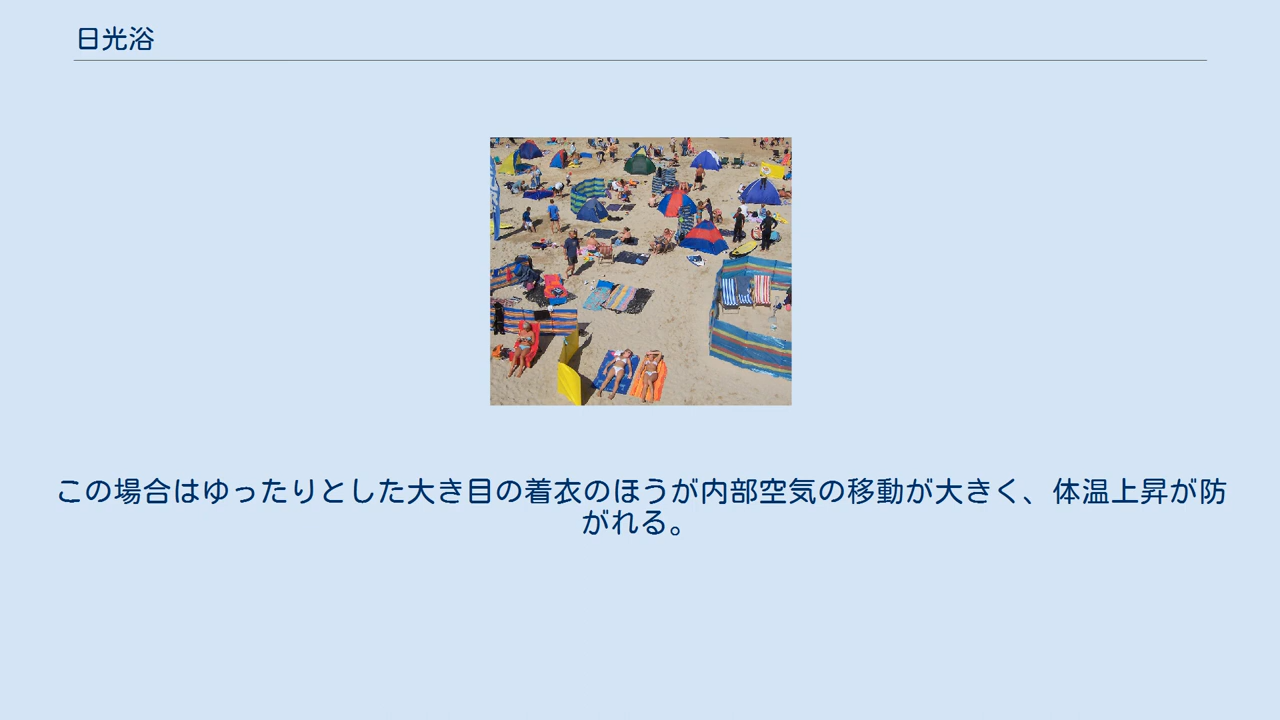 日光浴
この場合はゆったりとした大き目の着衣のほうが内部空気の移動が大きく、体温上昇が防
がれる。